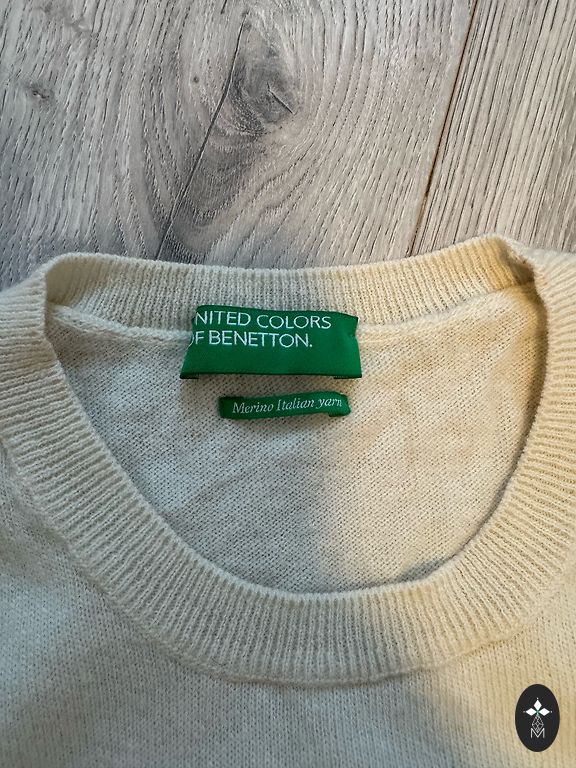 NITED COLORS
OF BENETTON.
Merino Italian yarn
M